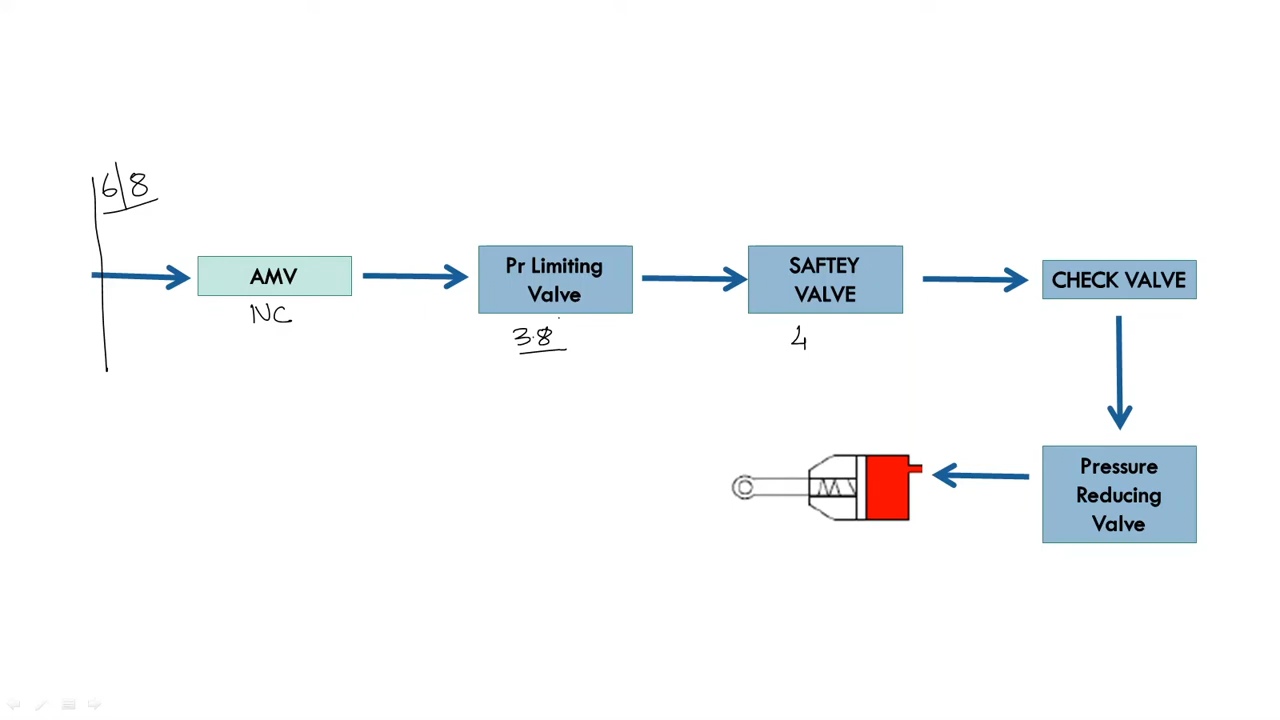 6|8
AMV
NC
Pr Limiting
Valve
3.8
SAFTEY
VALVE
4
CHECK VALVE
Pressure
Reducing
Valve